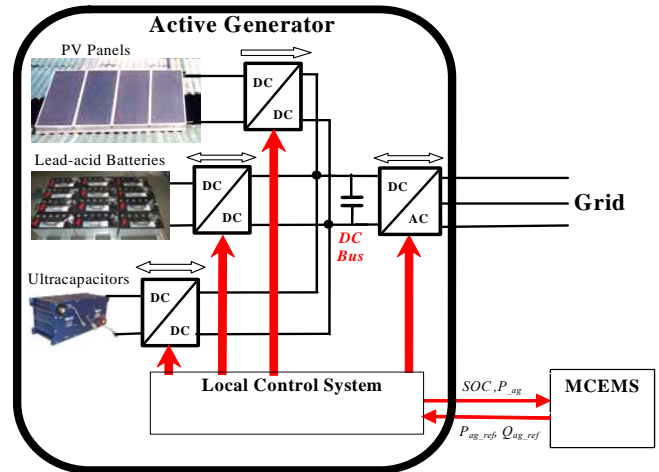 Active Generator
PV Panels
DC
DC
Lead-acid Batteries
DC
DC
DC
AC
Grid
DC
Bus
Ultracapacitors
DC
DC
Local Control System
SOC ,P_ag
MCEMS
P_ag_ref, Q_ag_ref